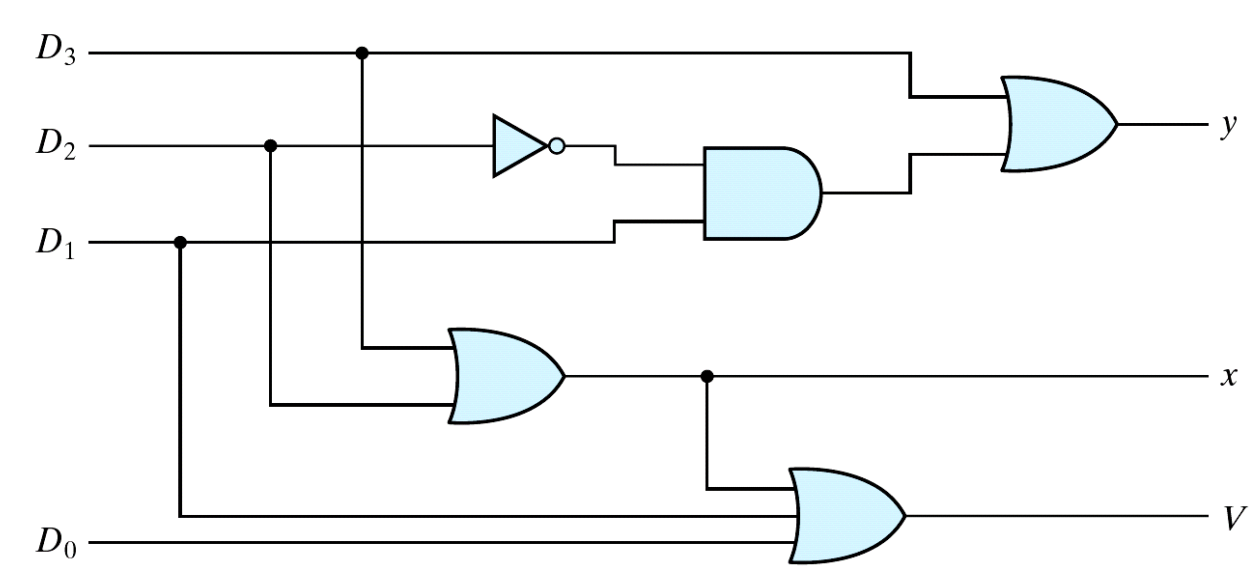 D₃
y
D₂
D₁
x
V
D₀